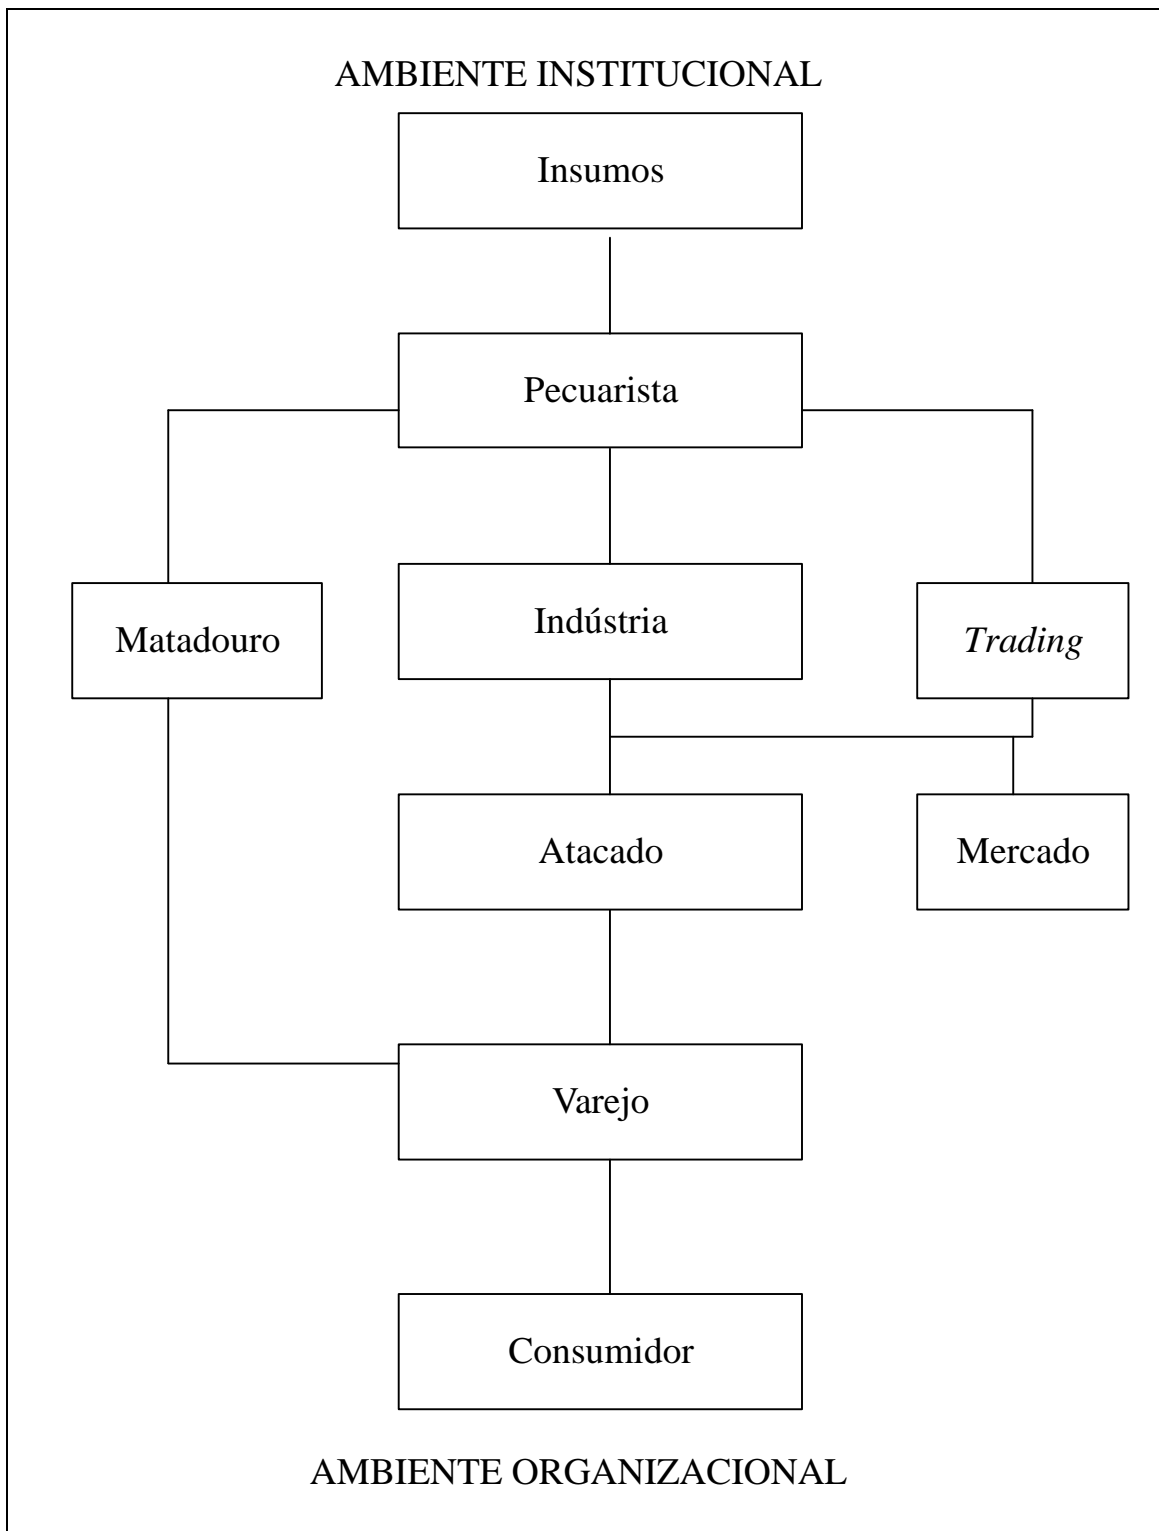 AMBIENTE INSTITUCIONAL
Insumos
Pecuarista
Matadouro
Indústria
Trading
Atacado
Mercado
Varejo
Consumidor
AMBIENTE ORGANIZACIONAL